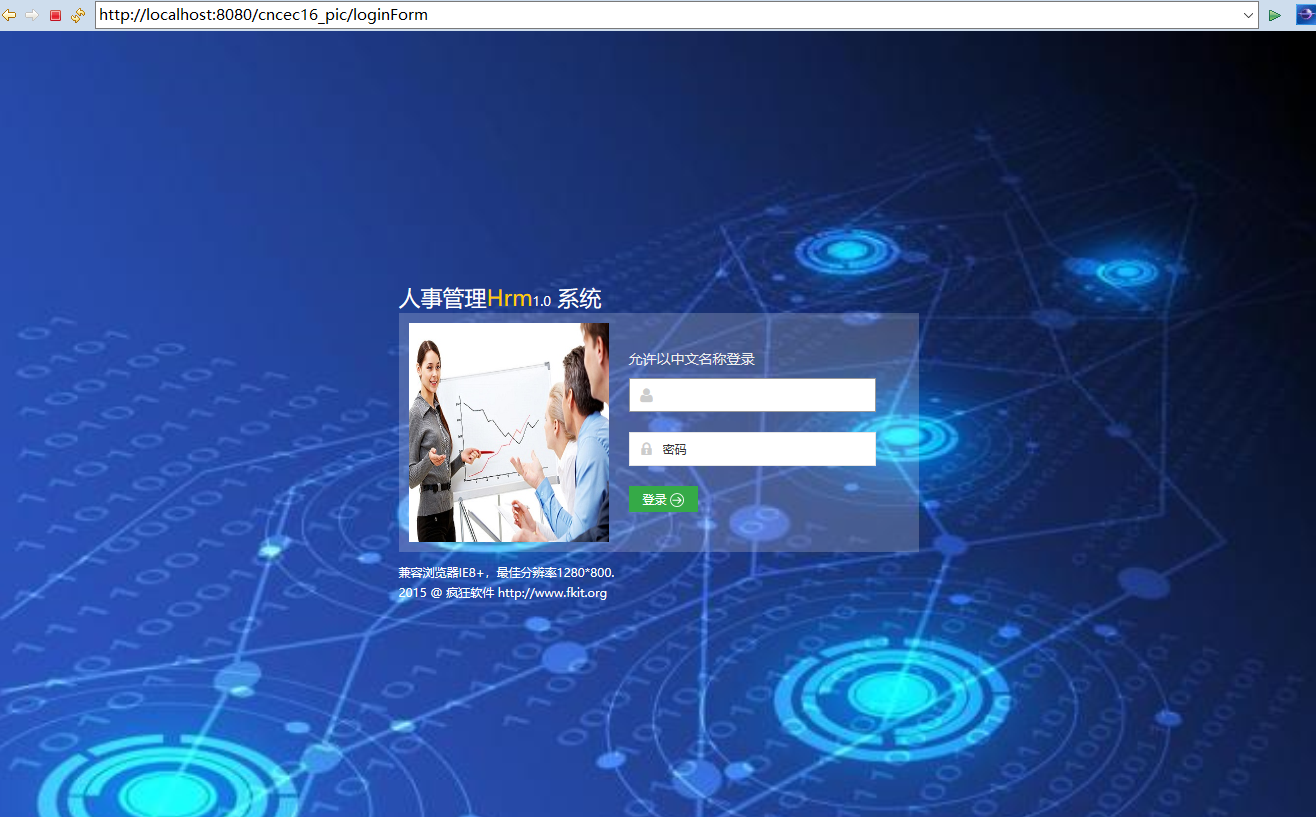 http://localhost:8080/cncec16_pic/loginForm
人事管理Hrm1.0 系统
允许以中文名称登录
密码
登录
兼容浏览器IE8+，最佳分辨率1280*800.
2015 @ 疯狂软件 http://www.fkit.org